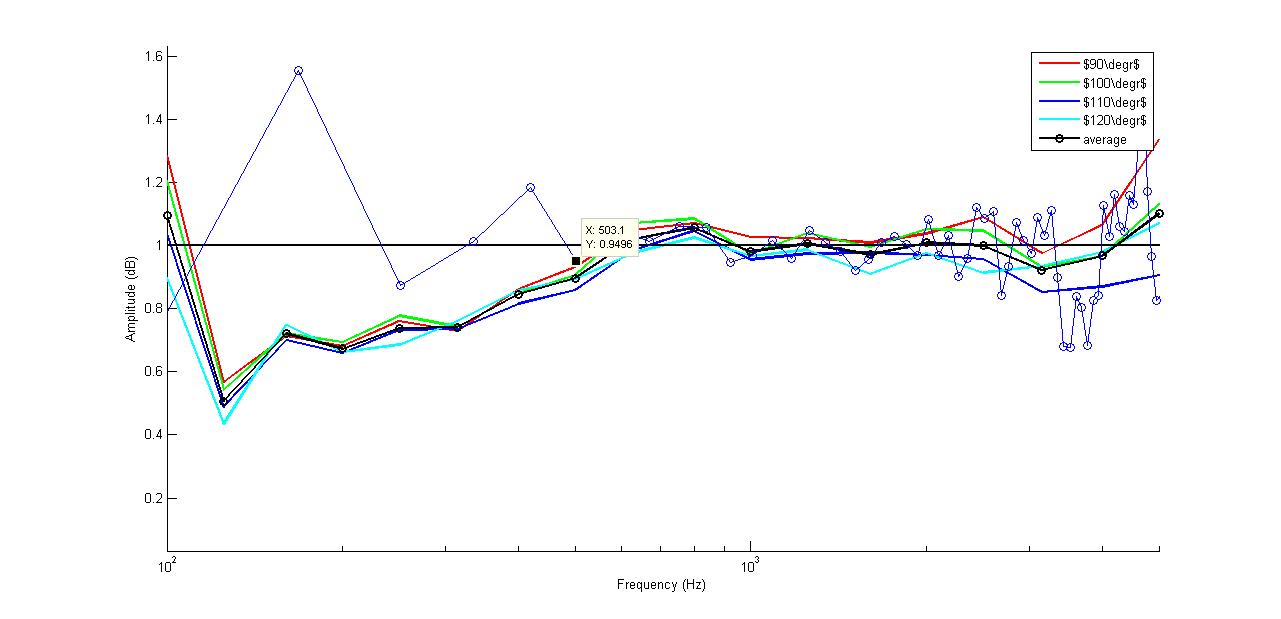 1.6
1.4
1.2
1
0.8
0.6
0.4
0.2
Amplitude (dB)
$90\degr$
$100\degr$
$110\degr$
$120\degr$
average
X: 503.1
Y: 0.9496
10^2
10^3
Frequency (Hz)